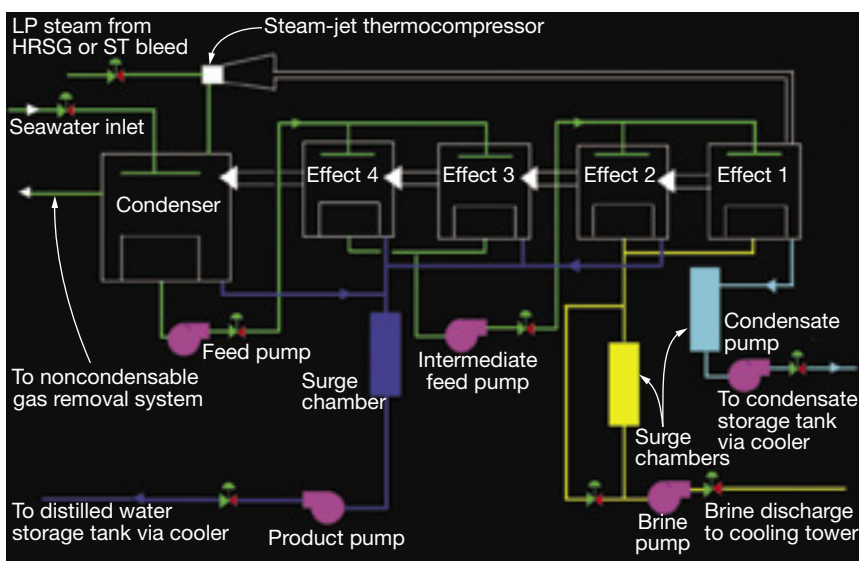 LP steam from
HRSG or ST bleed
Steam-jet thermocompressor
Seawater inlet
Condenser
Effect 4
Effect 3
Effect 2
Effect 1
Feed pump
Intermediate
feed pump
Condensate
pump
To noncondensable
gas removal system
Surge
chamber
To condensate
storage tank
via cooler
Surge
chambers
To distilled water
storage tank via cooler
Product pump
Brine
pump
Brine discharge
to cooling tower